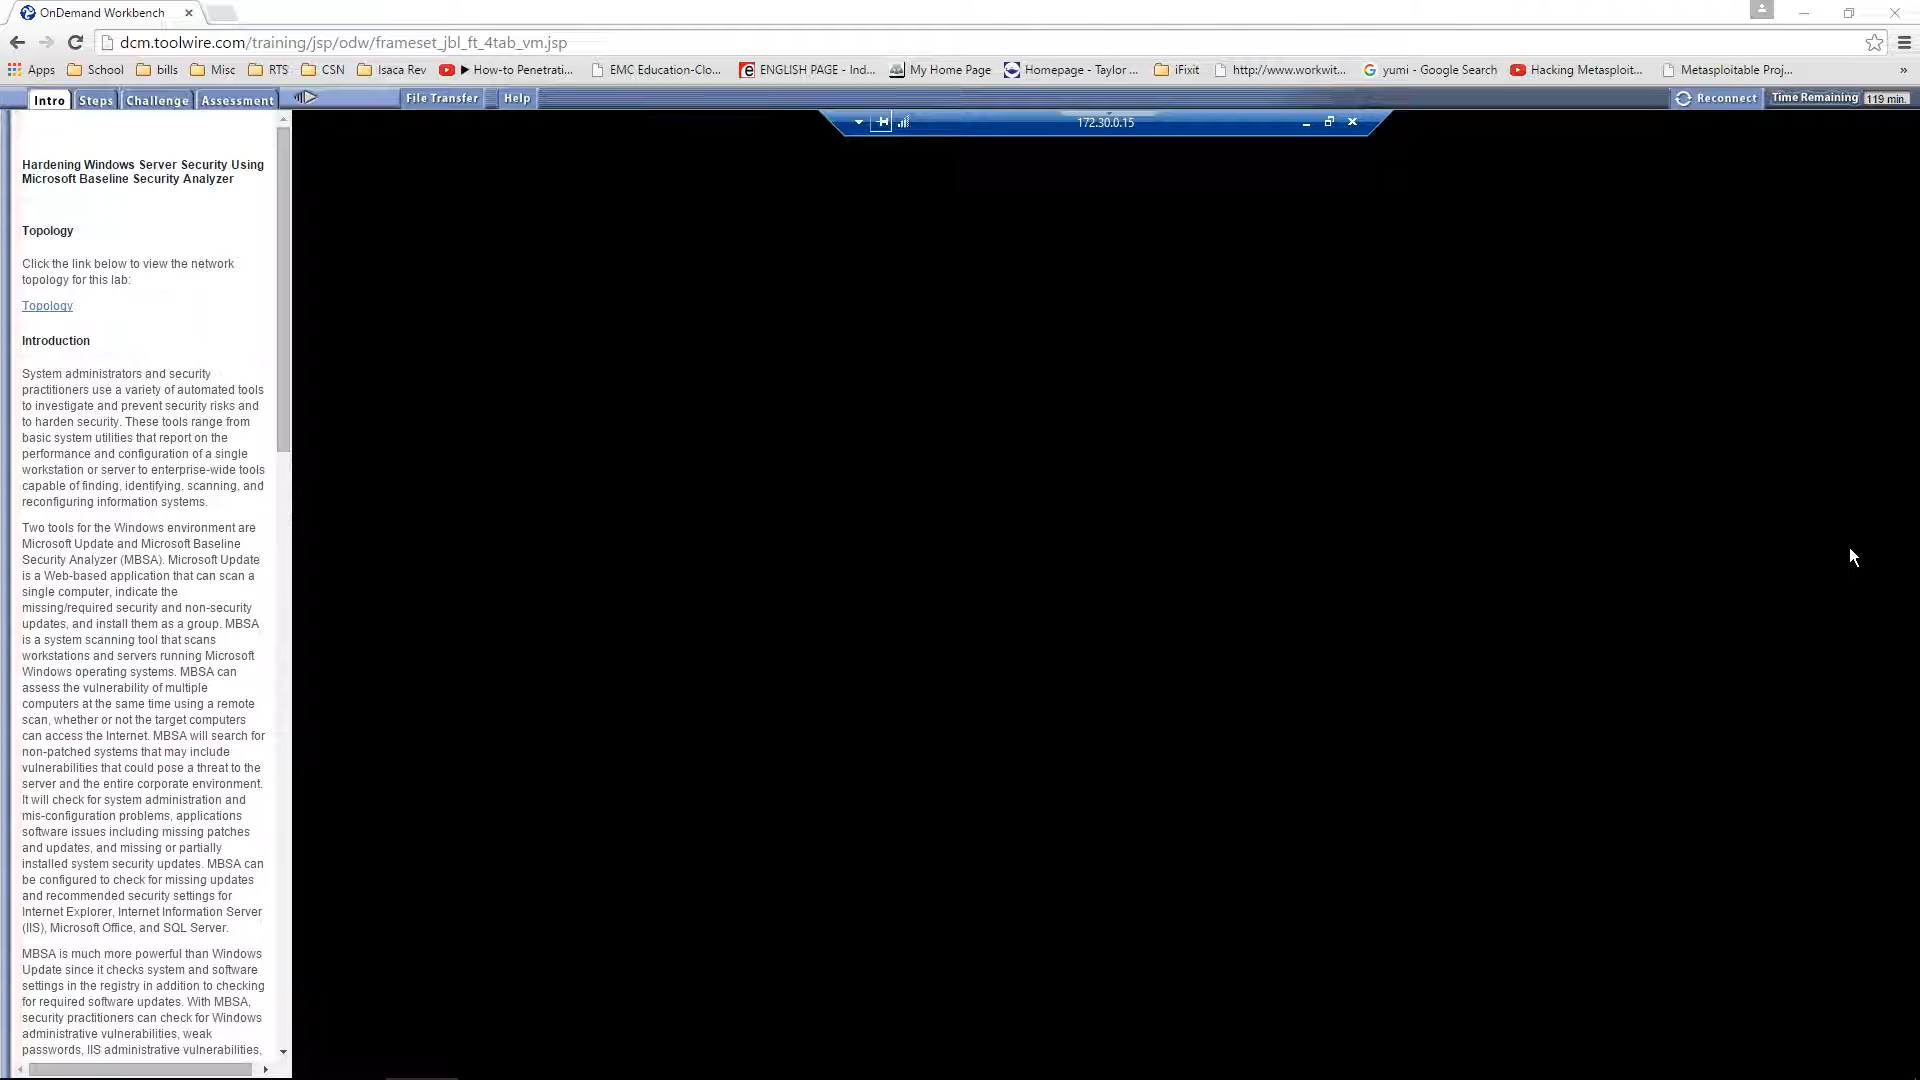 OnDemand Workbench
dcm.toolwire.com/training/jsp/odw/frameset_jbl_ft_4tab_vm.jsp
Apps School bills Misc RTS CSN Isaca Rev ▶ How-to Penetrati... EMC Education-Clo... ENGLISH PAGE - Ind... My Home Page Homepage - Taylor ... iFixit http://www.workwit... yumi - Google Search Hacking Metasploit... Metasploitable Proj... »
Intro Steps Challenge Assessment File Transfer Help Reconnect Time Remaining 119 min.
172.30.0.15
Hardening Windows Server Security Using
Microsoft Baseline Security Analyzer
Topology
Click the link below to view the network
topology for this lab:
Topology
Introduction
System administrators and security
practitioners use a variety of automated tools
to investigate and prevent security risks and
to harden security. These tools range from
basic system utilities that report on the
performance and configuration of a single
workstation or server to enterprise-wide tools
capable of finding, identifying, scanning, and
reconfiguring information systems.
Two tools for the Windows environment are
Microsoft Update and Microsoft Baseline
Security Analyzer (MBSA). Microsoft Update
is a Web-based application that can scan a
single computer, indicate the
missing/required security and non-security
updates, and install them as a group. MBSA
is a system scanning tool that scans
workstations and servers running Microsoft
Windows operating systems. MBSA can
assess the vulnerability of multiple
computers at the same time using a remote
scan, whether or not the target computers
can access the Internet. MBSA will search for
non-patched systems that may include
vulnerabilities that could pose a threat to the
server and the entire corporate environment.
It will check for system administration and
mis-configuration problems, applications
software issues including missing patches
and updates, and missing or partially
installed system security updates. MBSA can
be configured to check for missing updates
and recommended security settings for
Internet Explorer, Internet Information Server
(IIS), Microsoft Office, and SQL Server.
MBSA is much more powerful than Windows
Update since it checks system and software
settings in the registry in addition to checking
for required software updates. With MBSA,
security practitioners can check for Windows
administrative vulnerabilities, weak
passwords, IIS administrative vulnerabilities,